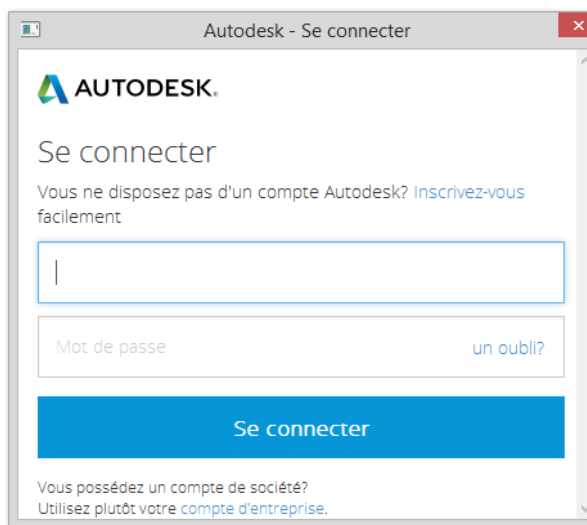 Autodesk - Se connecter
AUTODESK.
Se connecter
Vous ne disposez pas d'un compte Autodesk? Inscrivez-vous
facilement
Mot de passe un oubli?
Se connecter
Vous possédez un compte de société?
Utilisez plutôt votre compte d'entreprise.